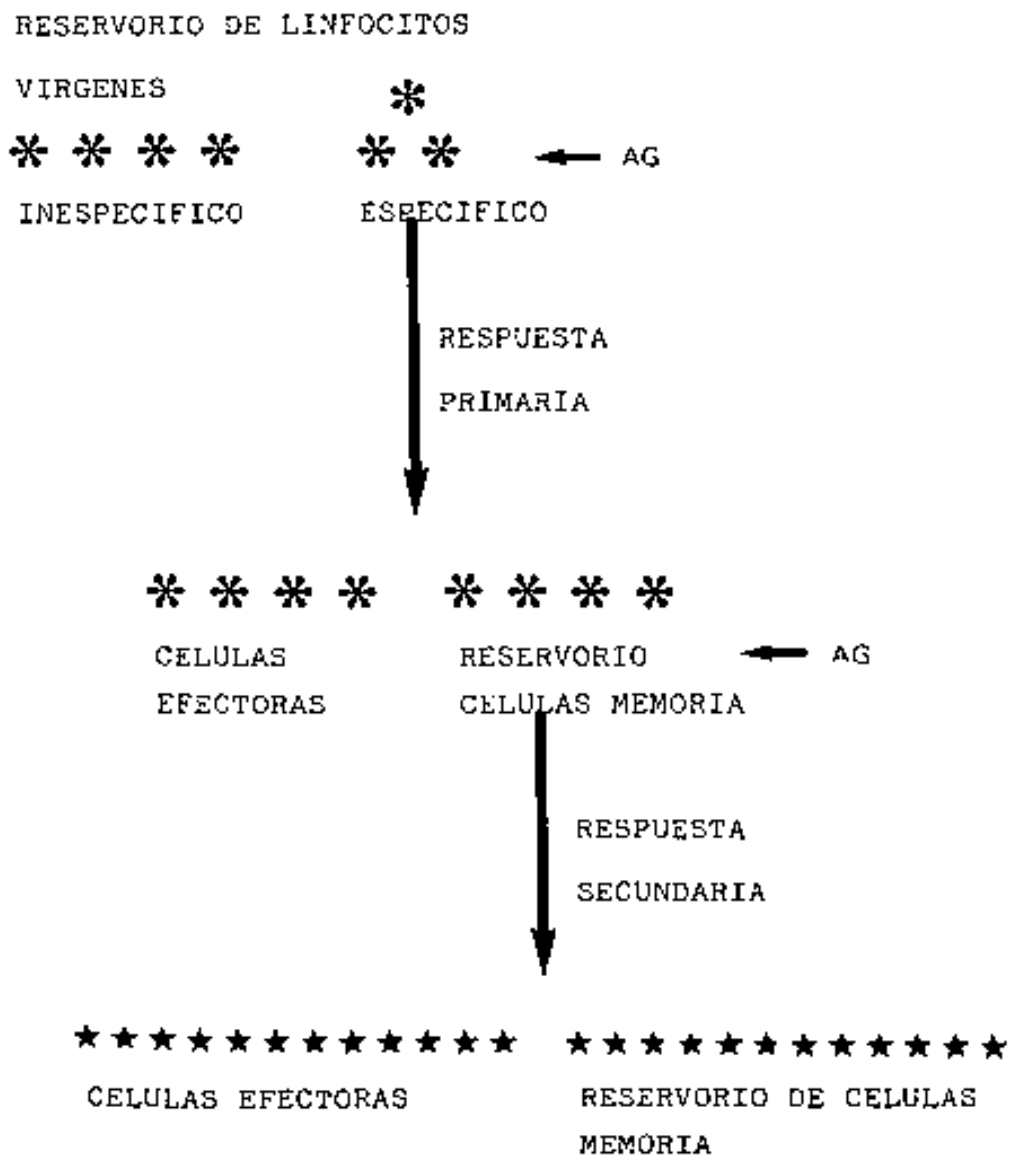 RESERVORIO DE LINFOCITOS
VIRGENES
AG
INESPECIFICO ESPECIFICO
RESPUESTA
PRIMARIA
CELULAS RESERVORIO AG
EFECTORAS CELULAS MEMORIA
RESPUESTA
SECUNDARIA
CELULAS EFECTORAS RESERVORIO DE CELULAS
MEMORIA